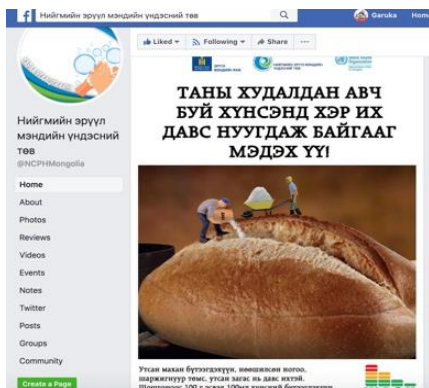 Нийгмийн эрүүл мэндийн үндэсний төв
Garuka
Home
Liked
Following
Share
ТАНЫ ХУДАЛДАН АВЧ
БУЙ ХҮНСЭНД ХЭР ИХ
ДАВС НУУГДАЖ БАЙГААГ
МЭДЭХ ҮҮ!
Нийгмийн эрүүл
мэндийн үндэсний
төв
@NCPHMongolia
Home
About
Photos
Reviews
Videos
Events
Notes
Twitter
Posts
Groups
Community
Create a Page
Утсан махан бүтээгдэхүүн, нөөшилсөн ногоо,
шаржигнуур төмс, утсан загас нь давс ихтэй.